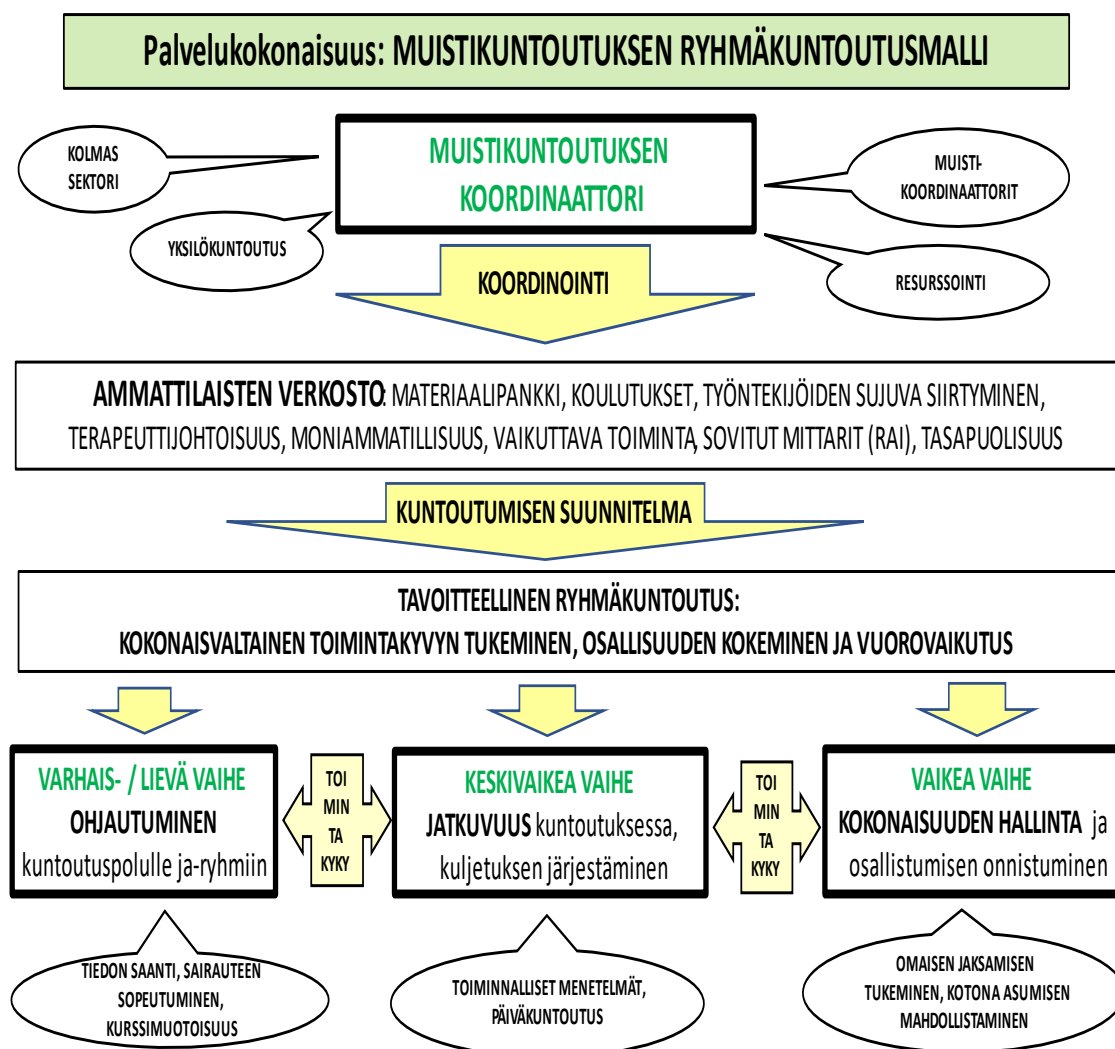 Palvelukokonaisuus: MUISTIKUNTOUTUKSEN RYHMÄKUNTOUTUSMALLI
KOLMAS
SEKTORI
MUISTIKUNTOUTUKSEN
KOORDINAATTORI
MUISTI-
KOORDINAATTORIT
YKSILÖKUNTOUTUS
RESURSSOINTI
KOORDINOINTI
AMMATTILAISTEN VERKOSTO: MATERIAALIPANKKI, KOULUTUKSET, TYÖNTEKIJÖIDEN SUJUVA SIIRTYMINEN,
TERAPEUTTIJOHTOISUUS, MONIAMMATILLISUUS, VAIKUTTAVA TOIMINTA, SOVITUT MITTARIT (RAI), TASAPUOLISUUS
KUNTOUTUMISEN SUUNNITELMA
TAVOITTEELLINEN RYHMÄKUNTOUTUS:
KOKONAISVALTAINEN TOIMINTAKYVYN TUKEMINEN, OSALLISUUDEN KOKEMINEN JA VUOROVAIKUTUS
VARHAIS- / LIEVÄ VAIHE
OHJAUTUMINEN
kuntoutuspolulle ja-ryhmiin
TOI
MIN
TA
KYKY
KESKIVAIKEA VAIHE
JATKUVUUS kuntoutuksessa,
kuljetuksen järjestäminen
TOI
MIN
TA
KYKY
VAIKEA VAIHE
KOKONAISUUDEN HALLINTA ja
osallistumisen onnistuminen
TIEDON SAANTI, SAIRAUTEEN
SOPEUTUMINEN,
KURSSIMUOTOISUUS
TOIMINNALLISET MENETELMÄT,
PÄIVÄKUNTOUTUS
OMAISEN JAKSAMISEN
TUKEMINEN, KOTONA ASUMISEN
MAHDOLLISTAMINEN